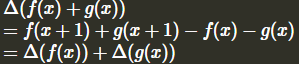 Δ(f(x) + g(x))
= f(x + 1) + g(x + 1) − f(x) − g(x)
= Δ(f(x)) + Δ(g(x))